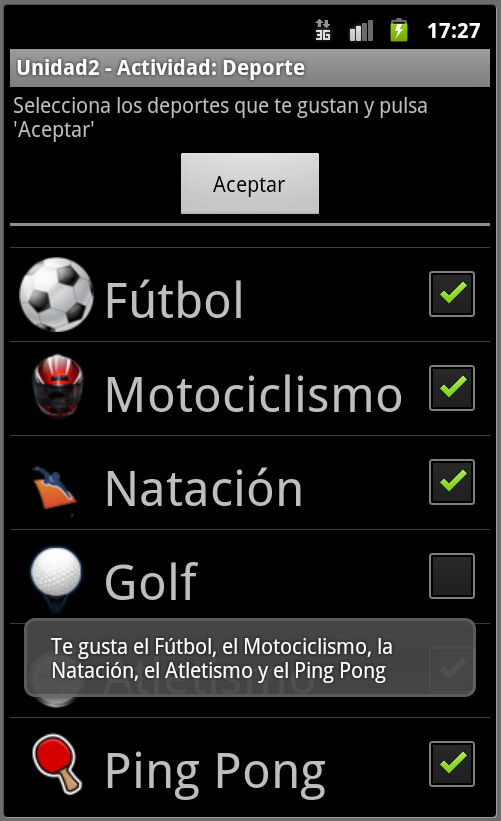 3G 17:27
Unidad2 - Actividad: Deporte
Selecciona los deportes que te gustan y pulsa
'Aceptar'
Aceptar
Fútbol
Motociclismo
Natación
Golf
Te gusta el Fútbol, el Motociclismo, la
Natación, el Atletismo y el Ping Pong
Atletismo
Ping Pong